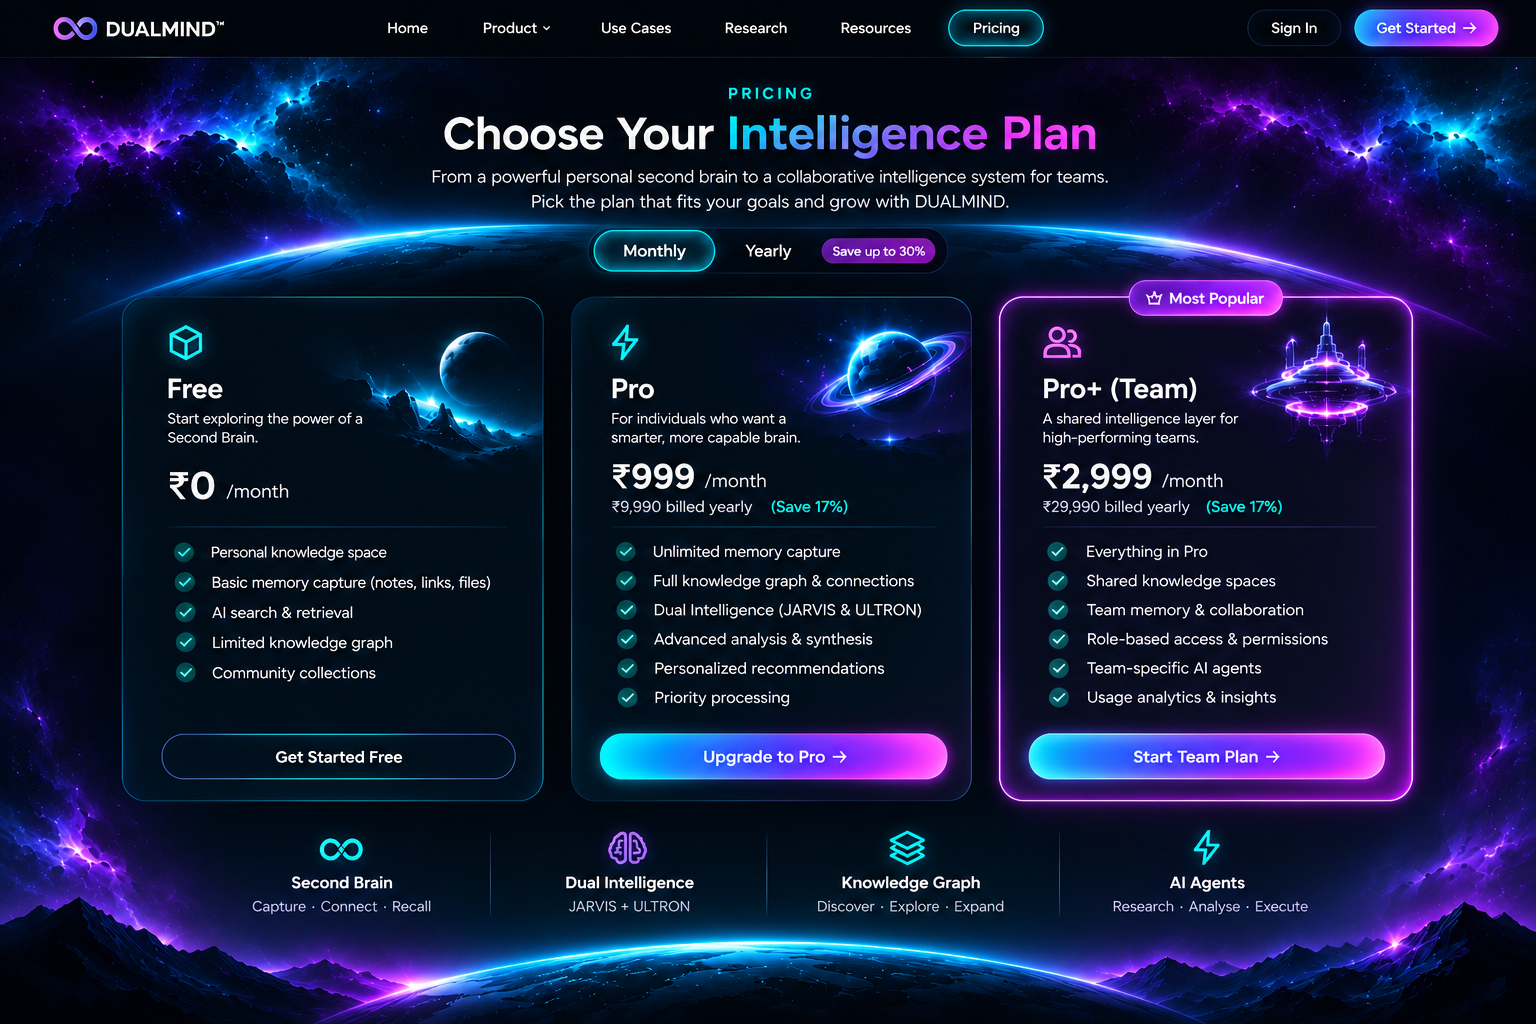 DUALMIND™
Home
Product
Use Cases
Research
Resources
Pricing
Sign In
Get Started →
PRICING
Choose Your Intelligence Plan
From a powerful personal second brain to a collaborative intelligence system for teams.
Pick the plan that fits your goals and grow with DUALMIND.
Monthly
Yearly
Save up to 30%
Free
Start exploring the power of a
Second Brain.
₹0 /month
Personal knowledge space
Basic memory capture (notes, links, files)
AI search & retrieval
Limited knowledge graph
Community collections
Get Started Free
Pro
For individuals who want a
smarter, more capable brain.
₹999 /month
₹9,990 billed yearly (Save 17%)
Unlimited memory capture
Full knowledge graph & connections
Dual Intelligence (JARVIS & ULTRON)
Advanced analysis & synthesis
Personalized recommendations
Priority processing
Upgrade to Pro →
Most Popular
Pro+ (Team)
A shared intelligence layer for
high-performing teams.
₹2,999 /month
₹29,990 billed yearly (Save 17%)
Everything in Pro
Shared knowledge spaces
Team memory & collaboration
Role-based access & permissions
Team-specific AI agents
Usage analytics & insights
Start Team Plan →
Second Brain
Capture · Connect · Recall
Dual Intelligence
JARVIS + ULTRON
Knowledge Graph
Discover · Explore · Expand
AI Agents
Research · Analyse · Execute